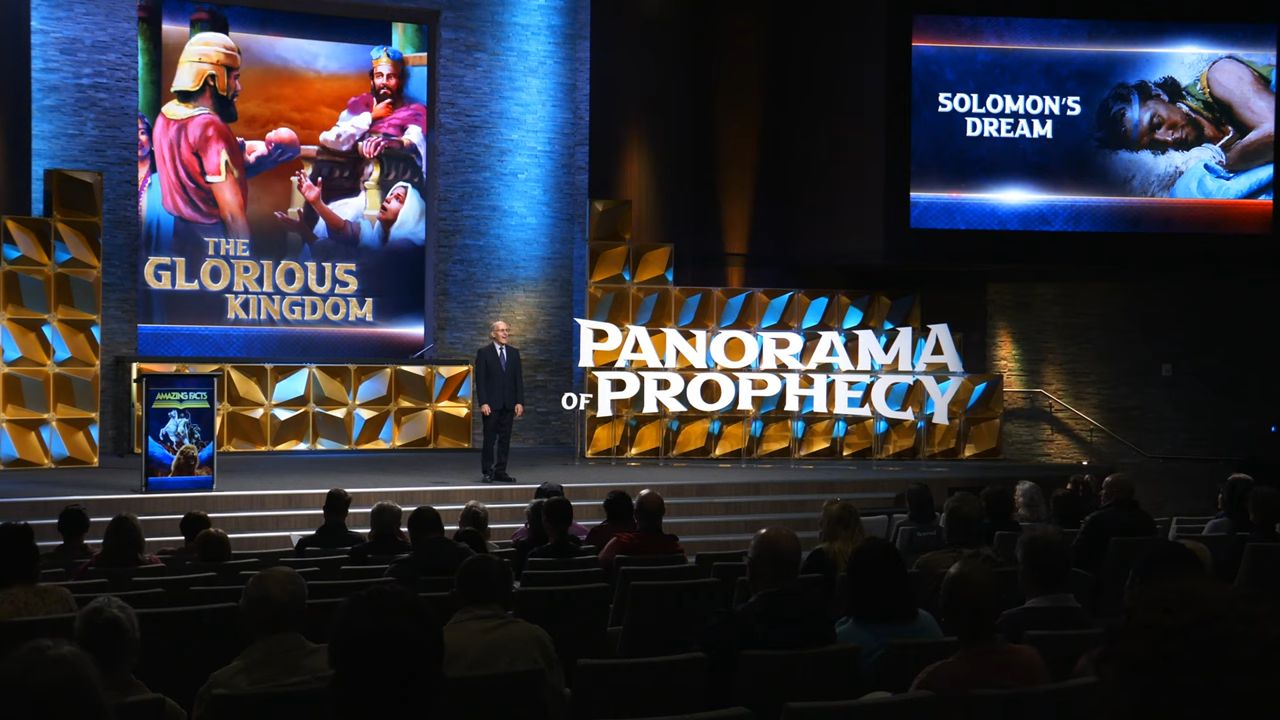 THE
GLORIOUS
KINGDOM
SOLOMON'S
DREAM
PANORAMA
OF PROPHECY
AMAZING FACTS